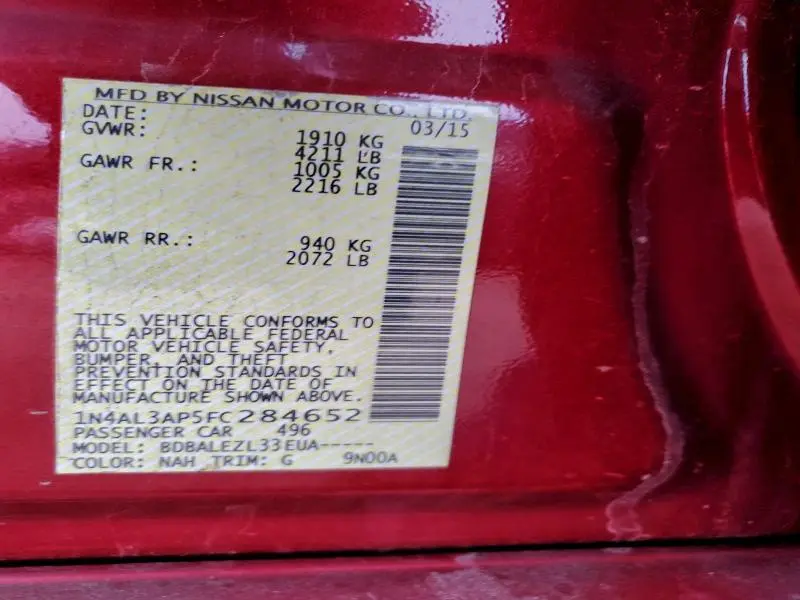 MFD BY NISSAN MOTOR CO., LTD.
DATE: 03/15
GVWR: 1910 KG
4211 LB
GAWR FR.: 1005 KG
2216 LB
GAWR RR.: 940 KG
2072 LB
THIS VEHICLE CONFORMS TO
ALL APPLICABLE FEDERAL
MOTOR VEHICLE SAFETY,
BUMPER, AND THEFT
PREVENTION STANDARDS IN
EFFECT ON THE DATE OF
MANUFACTURE SHOWN ABOVE.
1N4AL3AP5FC284652
PASSENGER CAR 496
MODEL: BDBALEZL33EUA-----
COLOR: NAH TRIM: G 9N00A